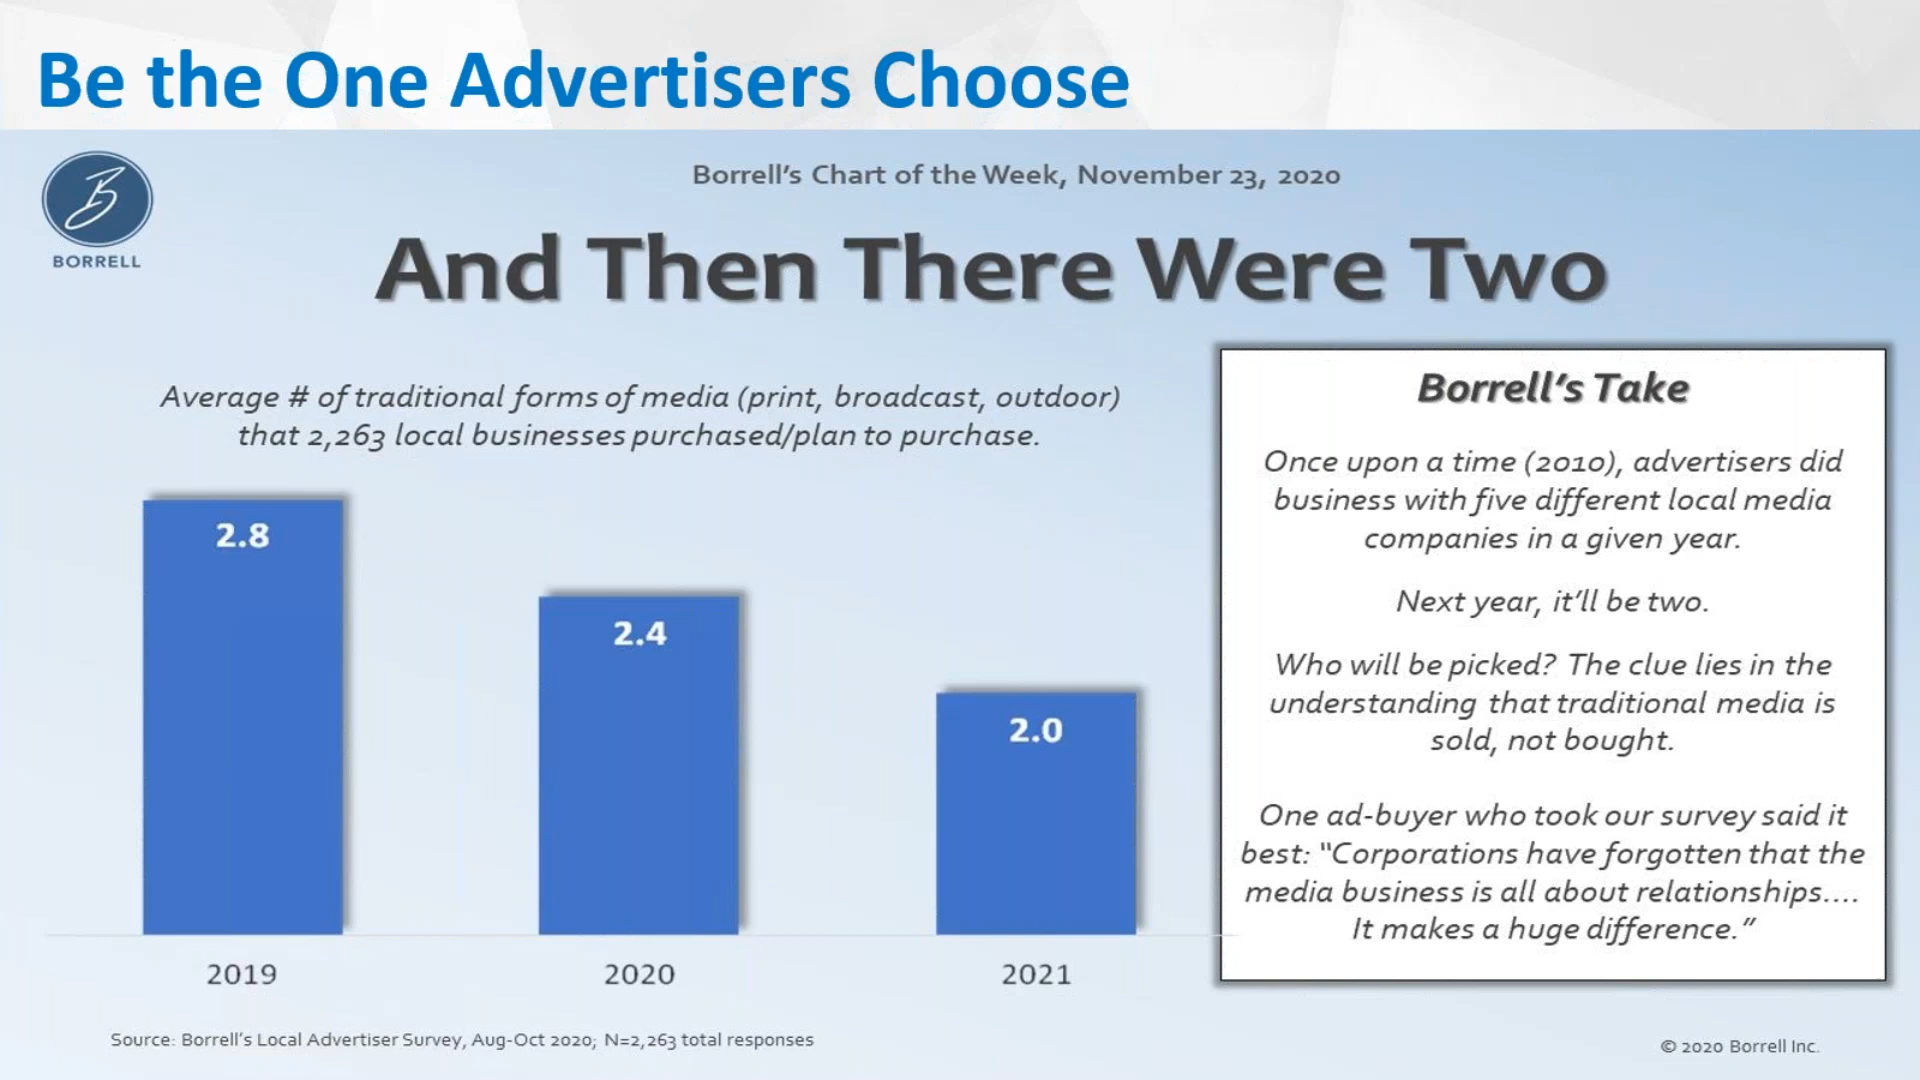 Be the One Advertisers Choose
Borrell's Chart of the Week, November 23, 2020
B
BORRELL
And Then There Were Two
Average # of traditional forms of media (print, broadcast, outdoor)
that 2,263 local businesses purchased/plan to purchase.
2.8
2.4
2.0
2019
2020
2021
Source: Borrell's Local Advertiser Survey, Aug-Oct 2020; N=2,263 total responses
Borrell's Take
Once upon a time (2010), advertisers did
business with five different local media
companies in a given year.
Next year, it'll be two.
Who will be picked? The clue lies in the
understanding that traditional media is
sold, not bought.
One ad-buyer who took our survey said it
best: "Corporations have forgotten that the
media business is all about relationships....
It makes a huge difference."
© 2020 Borrell Inc.